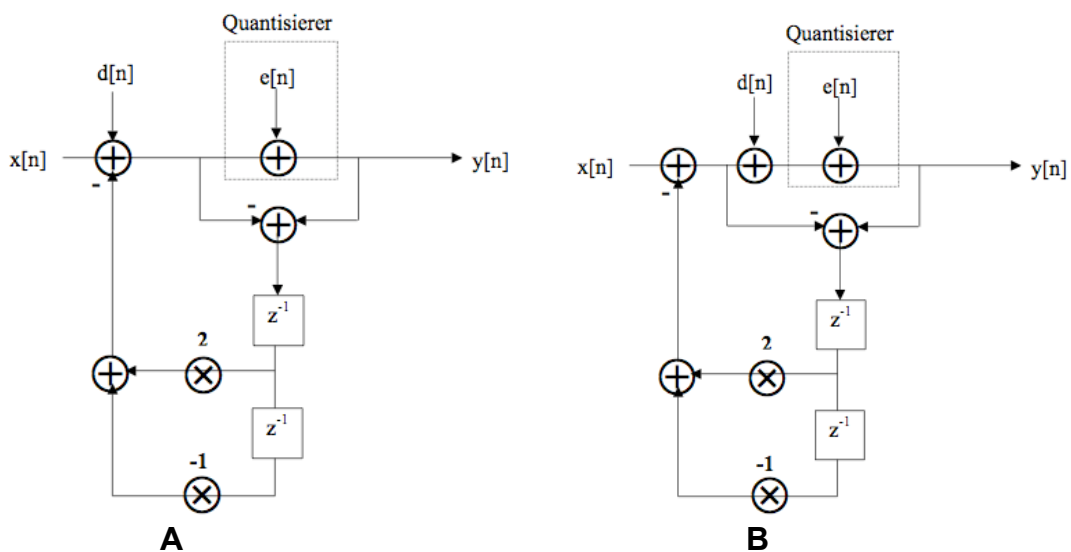 Quantisierer
d[n]
e[n]
x[n]
-
y[n]
-
z⁻¹
2
z⁻¹
-1
A
Quantisierer
d[n]
e[n]
x[n]
-
y[n]
-
z⁻¹
2
z⁻¹
-1
B